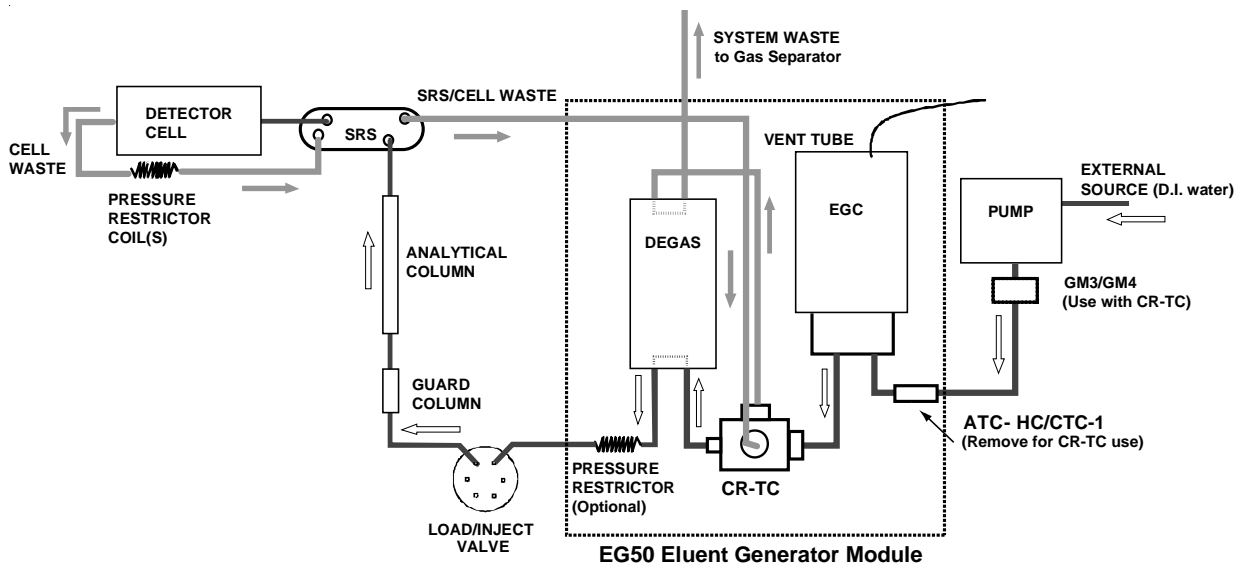 SYSTEM WASTE
to Gas Separator
SRS/CELL WASTE
DETECTOR
CELL
SRS
CELL
WASTE
PRESSURE
RESTRICTOR
COIL(S)
VENT TUBE
EGC
DEGAS
EXTERNAL
SOURCE (D.I. water)
PUMP
GM3/GM4
(Use with CR-TC)
ANALYTICAL
COLUMN
GUARD
COLUMN
ATC- HC/CTC-1
(Remove for CR-TC use)
PRESSURE
RESTRICTOR
(Optional)
CR-TC
LOAD/INJECT
VALVE
EG50 Eluent Generator Module